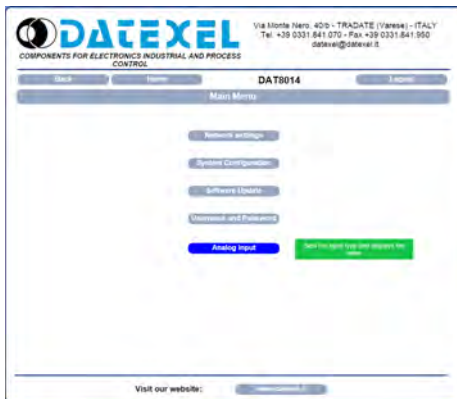 DATEXEL
Via Monte Nero, 40/b - TRADATE (Varese) - ITALY
Tel. +39 0331.841.070 - Fax +39 0331.841.950
datexel@datexel.it
COMPONENTS FOR ELECTRONICS INDUSTRIAL AND PROCESS
CONTROL
Back
Home
DAT8014
Logout
Main Menu
Network settings
System Configuration
Software Update
Username and Password
Analog Input
Visit our website: